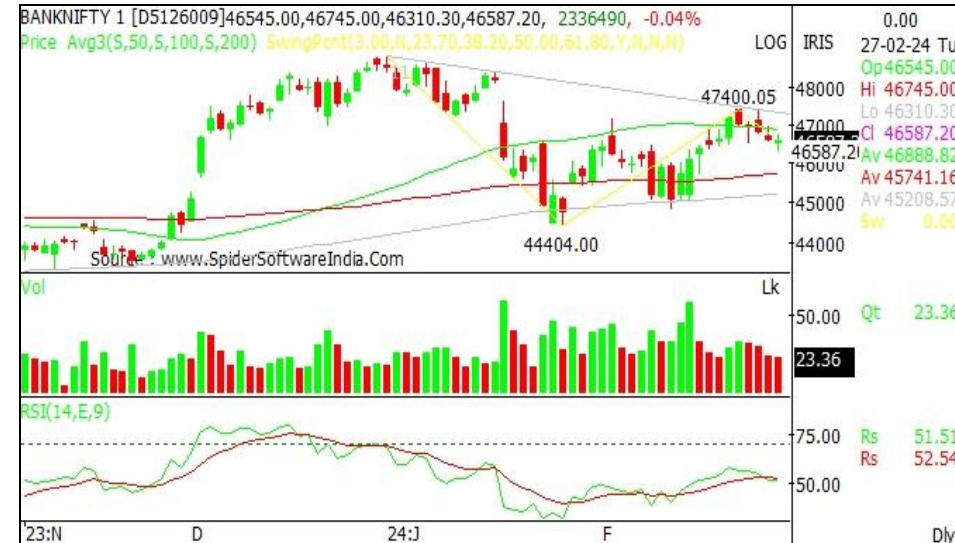 BANKNIFTY 1 [D5126009]46545.00,46745.00,46310.30,46587.20, 2336490, -0.04%
Price Avg3(S,50,S,100,S,200) SwingPont(3.00,N,23.70,38.20,50.00,61.80,Y,N,N,N)
LOG
IRIS
0.00
27-02-24 Tu
Op46545.00
Hi 46745.00
Lo 46310.30
Cl 46587.20
Av 46888.82
Av 45741.16
Av 45208.57
Sw 0.00
48000
47000
46587.20
46000
45000
44000
47400.05
44404.00
Source : www.SpiderSoftwareIndia.Com
Vol
Lk
50.00
23.36
Qt 23.36
RSI(14,E,9)
75.00
50.00
Rs 51.51
Rs 52.54
'23:N D 24:J F
Dly